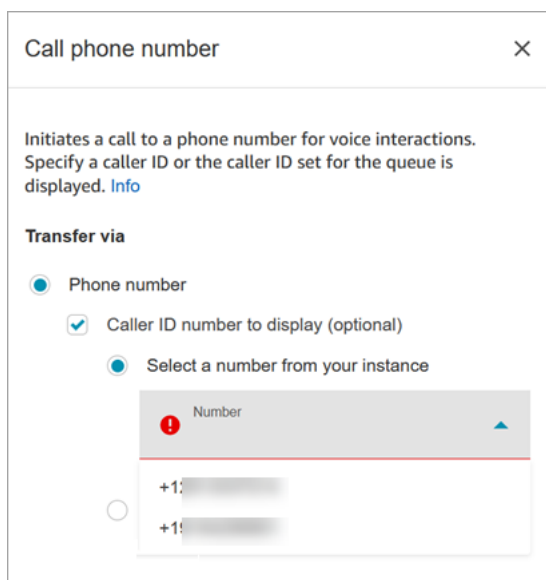 Call phone number
Initiates a call to a phone number for voice interactions.
Specify a caller ID or the caller ID set for the queue is
displayed. Info
Transfer via
Phone number
Caller ID number to display (optional)
Select a number from your instance
Number